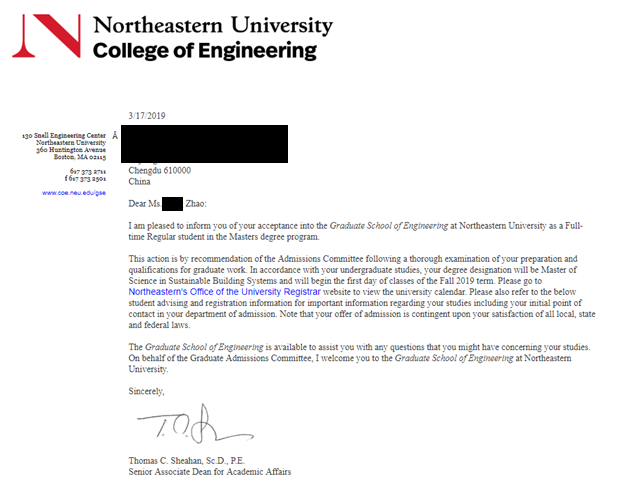 Northeastern University
College of Engineering
3/17/2019
130 Snell Engineering Center
Northeastern University
360 Huntington Avenue
Boston, MA 02115
617 373 2711
f 617 373 2501
www.coe.neu.edu/gse
Â
Chengdu 610000
China
Dear Ms. Zhao:
I am pleased to inform you of your acceptance into the Graduate School of Engineering at Northeastern University as a Full-
time Regular student in the Masters degree program.
This action is by recommendation of the Admissions Committee following a thorough examination of your preparation and
qualifications for graduate work. In accordance with your undergraduate studies, your degree designation will be Master of
Science in Sustainable Building Systems and will begin the first day of classes of the Fall 2019 term. Please go to
Northeastern's Office of the University Registrar website to view the university calendar. Please also refer to the below
student advising and registration information for important information regarding your studies including your initial point of
contact in your department of admission. Note that your offer of admission is contingent upon your satisfaction of all local, state
and federal laws.
The Graduate School of Engineering is available to assist you with any questions that you might have concerning your studies.
On behalf of the Graduate Admissions Committee, I welcome you to the Graduate School of Engineering at Northeastern
University.
Sincerely,
Thomas C. Sheahan, Sc.D., P.E.
Senior Associate Dean for Academic Affairs